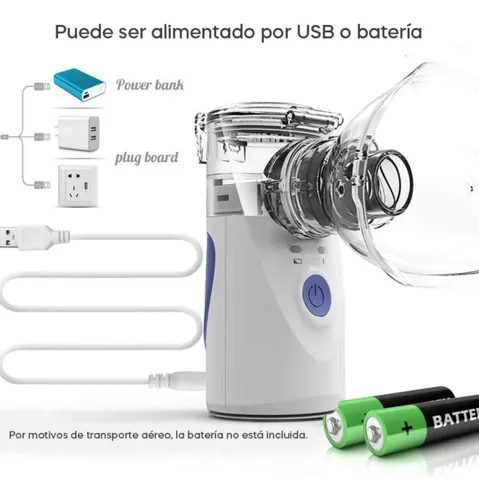 Puede ser alimentado por USB o batería
Power bank
plug board
+ BATTE
Por motivos de transporte aéreo, la batería no está incluida.